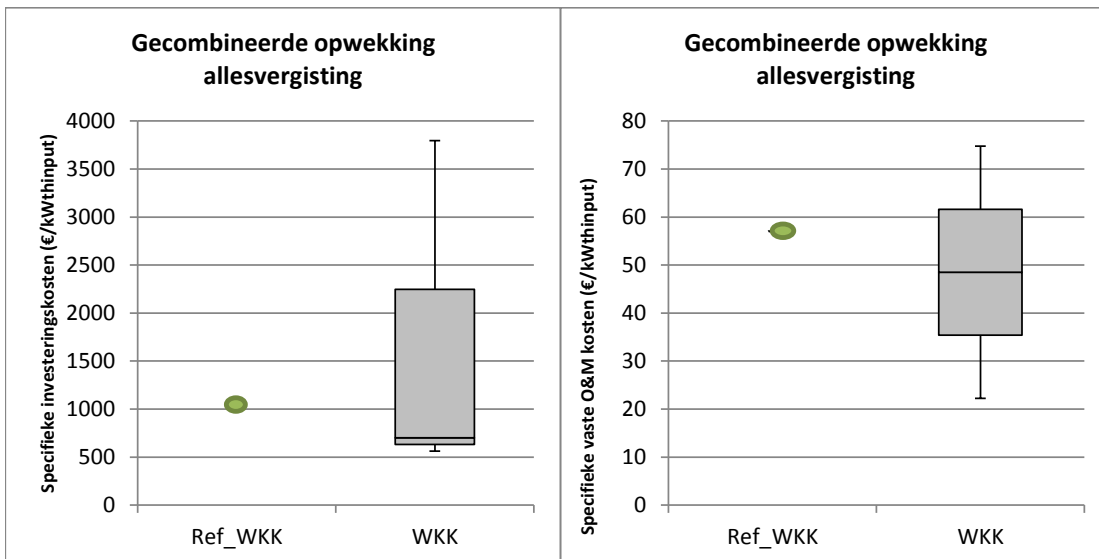 Gecombineerde opwekking
allesvergisting
Specifieke investeringskosten (€/kWthinput)
4000
3500
3000
2500
2000
1500
1000
500
0
Ref_WKK
WKK
Gecombineerde opwekking
allesvergisting
Specifieke vaste O&M kosten (€/kWthinput)
80
70
60
50
40
30
20
10
0
Ref_WKK
WKK